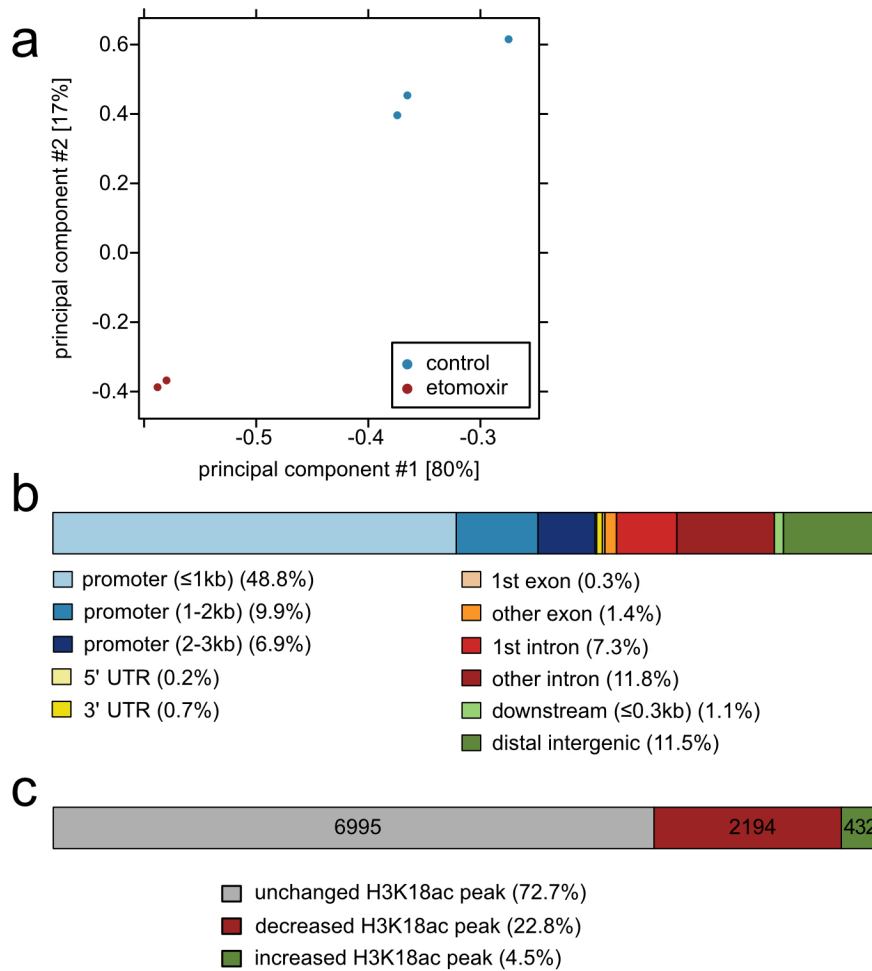 a
0.6
0.4
0.2
0.0
-0.2
-0.4
principal component #2 [17%]
control
etomoxir
-0.5 -0.4 -0.3
principal component #1 [80%]
b
promoter (≤1kb) (48.8%)
promoter (1-2kb) (9.9%)
promoter (2-3kb) (6.9%)
5' UTR (0.2%)
3' UTR (0.7%)
1st exon (0.3%)
other exon (1.4%)
1st intron (7.3%)
other intron (11.8%)
downstream (≤0.3kb) (1.1%)
distal intergenic (11.5%)
c
6995 2194 432
unchanged H3K18ac peak (72.7%)
decreased H3K18ac peak (22.8%)
increased H3K18ac peak (4.5%)